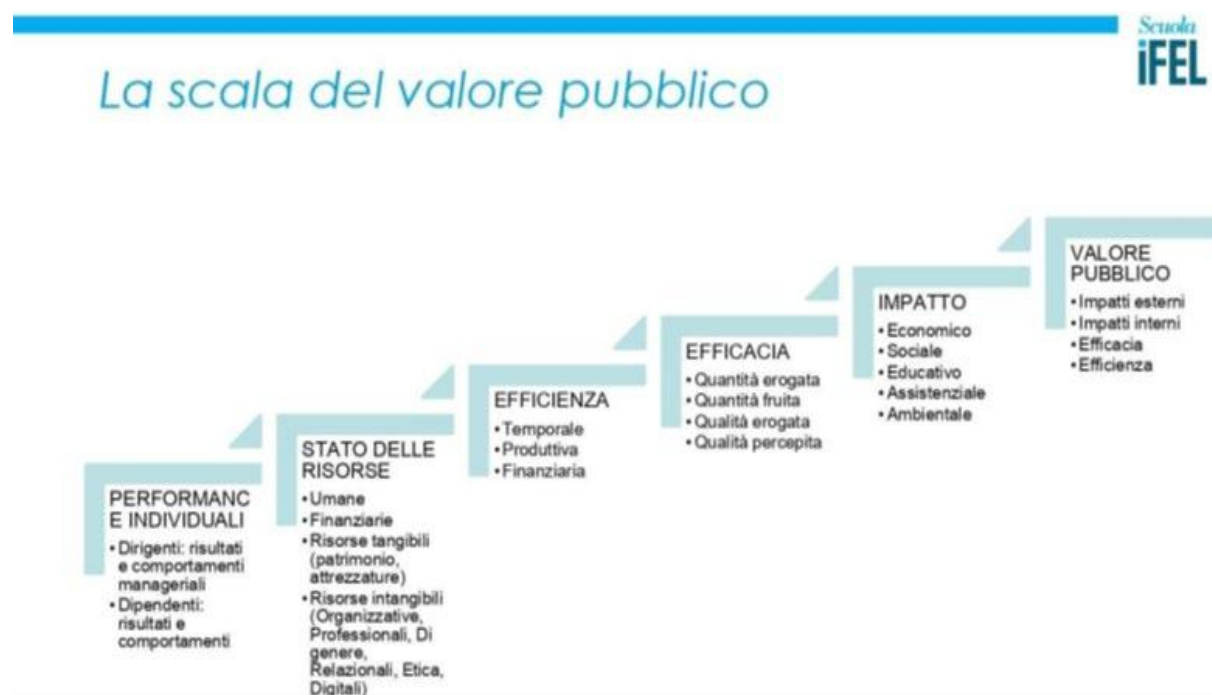 Scuola
iFEL
La scala del valore pubblico
PERFORMANC
E INDIVIDUALI
• Dirigenti: risultati
e comportamenti
manageriali
• Dipendenti:
risultati e
comportamenti
STATO DELLE
RISORSE
• Umane
• Finanziarie
• Risorse tangibili
(patrimonio,
attrezzature)
• Risorse intangibili
(Organizzative,
Professionali, Di
genere,
Relazionali, Etica,
Digitali)
EFFICIENZA
• Temporale
• Produttiva
• Finanziaria
EFFICACIA
• Quantità erogata
• Quantità fruita
• Qualità erogata
• Qualità percepita
IMPATTO
• Economico
• Sociale
• Educativo
• Assistenziale
• Ambientale
VALORE
PUBBLICO
• Impatti esterni
• Impatti interni
• Efficacia
• Efficienza